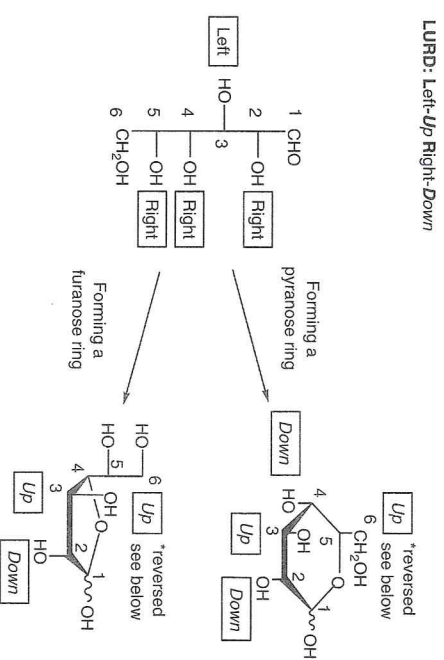 LURD: Left-Up Right-Down
1 CHO
2 OH Right
Left HO 3
4 OH Right
5 OH Right
6 CH₂OH
Forming a
pyranose ring
Forming a
furanose ring
Up *reversed
see below
6 CH₂OH
5 O
4 OH 1 OH
Down HO 3 2
Up OH
Down
Up *reversed
see below
HO 6
5
HO
4 OH O 1 OH
3 2
Up HO
Down